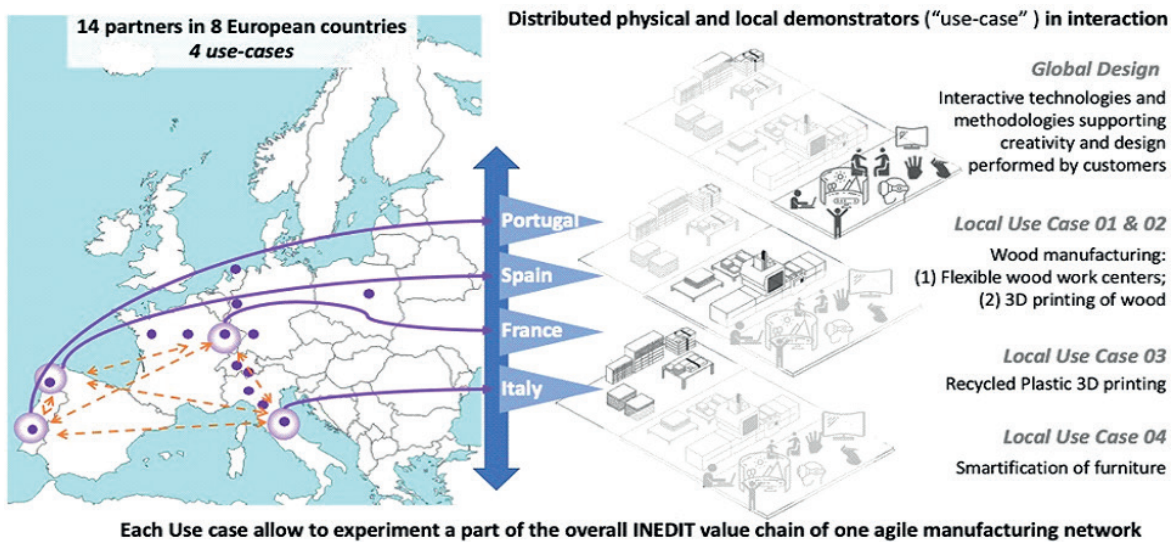 14 partners in 8 European countries
4 use-cases
Distributed physical and local demonstrators (“use-case” ) in interaction
Portugal
Spain
France
Italy
Global Design
Interactive technologies and
methodologies supporting
creativity and design
performed by customers
Local Use Case 01 & 02
Wood manufacturing:
(1) Flexible wood work centers;
(2) 3D printing of wood
Local Use Case 03
Recycled Plastic 3D printing
Local Use Case 04
Smartification of furniture
Each Use case allow to experiment a part of the overall INEDIT value chain of one agile manufacturing network